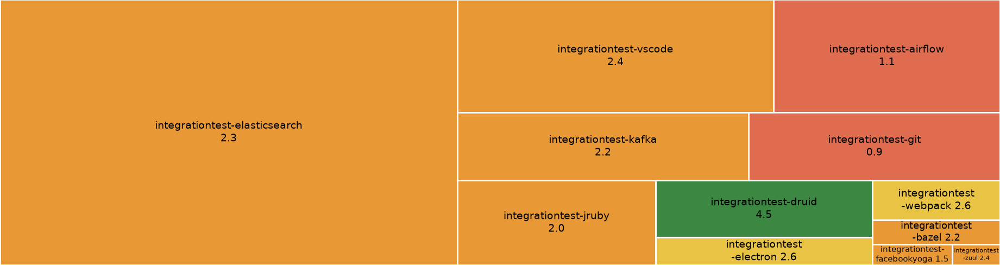 integrationtest-elasticsearch
2.3
integrationtest-vscode
2.4
integrationtest-airflow
1.1
integrationtest-kafka
2.2
integrationtest-git
0.9
integrationtest-jruby
2.0
integrationtest-druid
4.5
integrationtest
-electron 2.6
integrationtest
-webpack 2.6
integrationtest
-bazel 2.2
integrationtest-
facebookyoga 1.5
integrationtest
-zuul 2.4